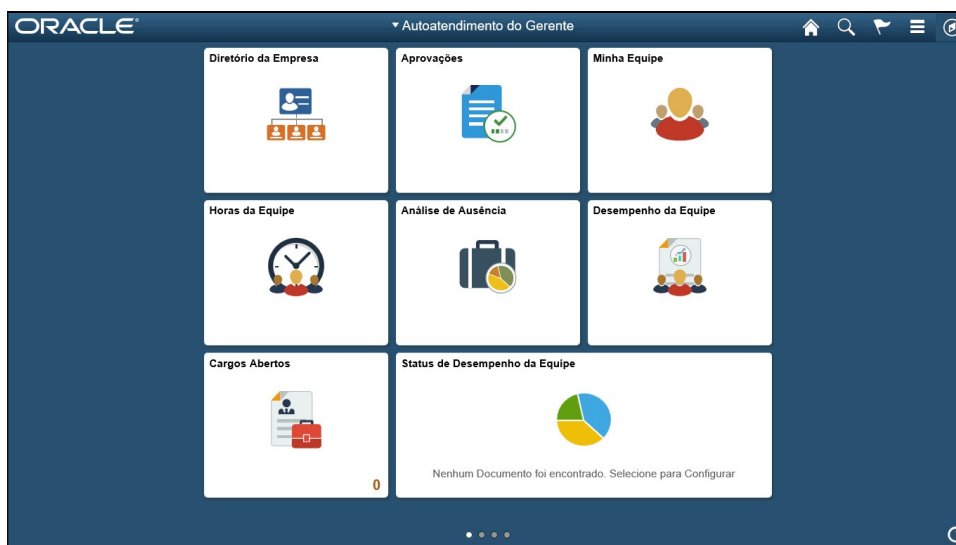 ORACLE
Autoatendimento do Gerente
Diretório da Empresa
Aprovações
Minha Equipe
Horas da Equipe
Análise de Ausência
Desempenho da Equipe
Cargos Abertos
0
Status de Desempenho da Equipe
Nenhum Documento foi encontrado. Selecione para Configurar